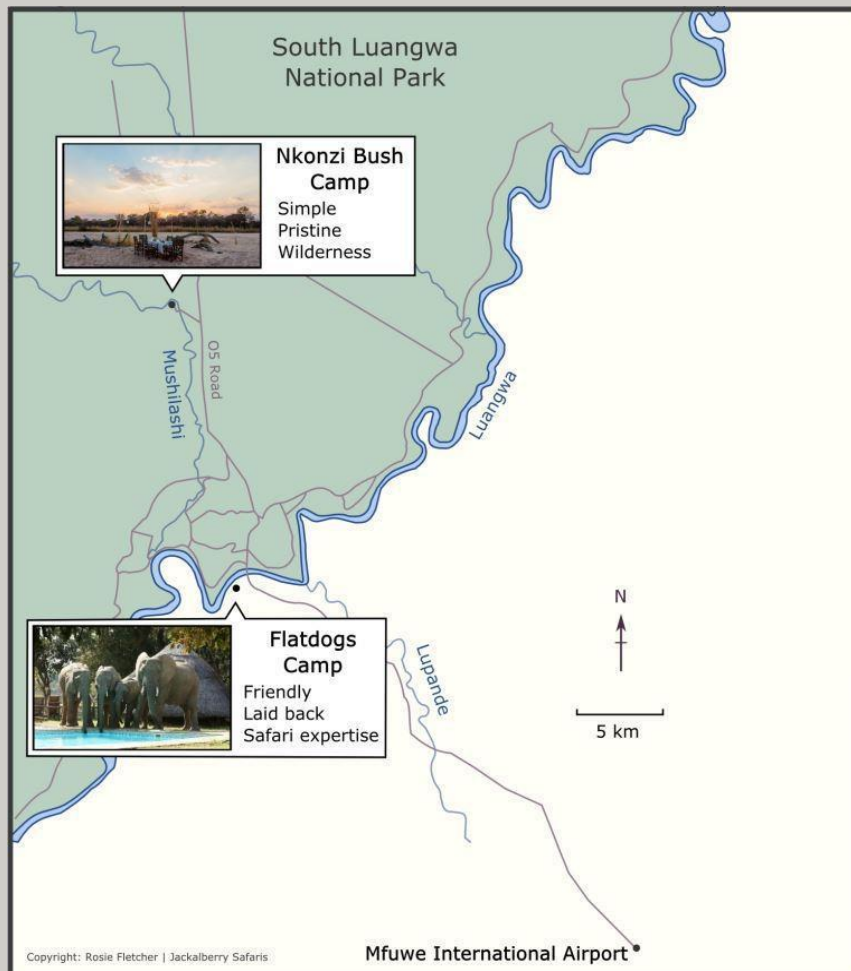 South Luangwa
National Park
Nkonzi Bush
Camp
Simple
Pristine
Wilderness
O5 Road
Mushilashi
Luangwa
Flatdogs
Camp
Friendly
Laid back
Safari expertise
Lupande
N
5 km
Mfuwe International Airport
Copyright: Rosie Fletcher | Jackalberry Safaris